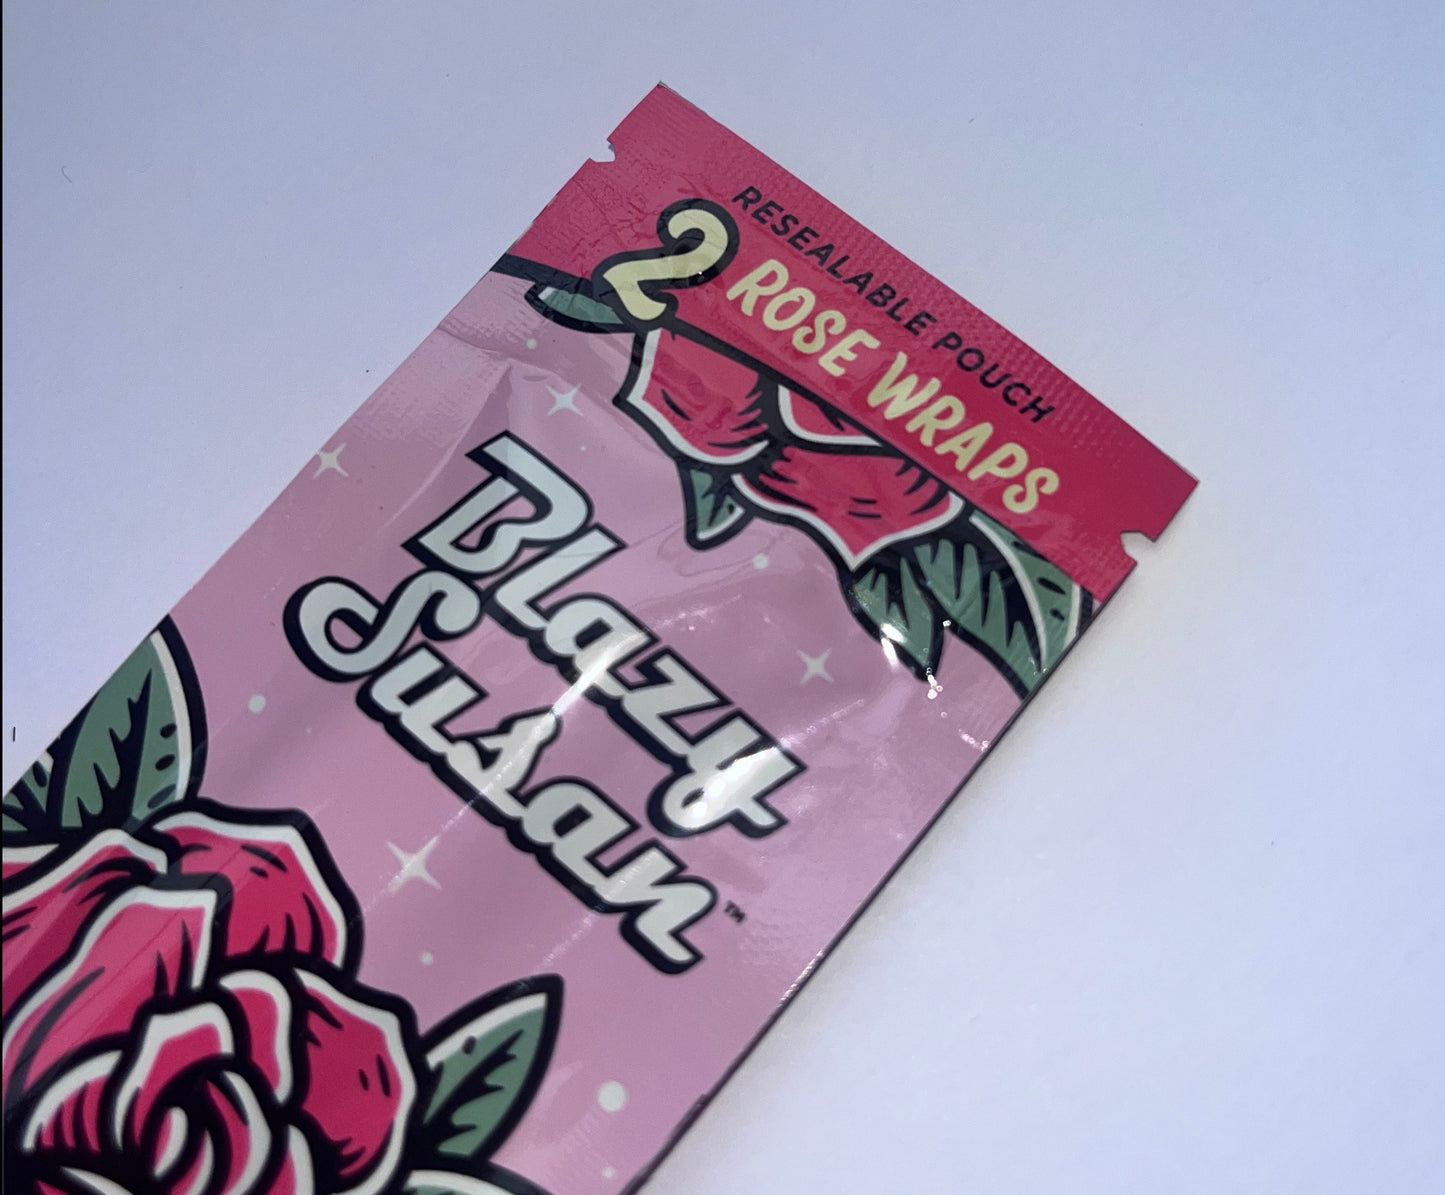 RESEALABLE POUCH
2 ROSE WRAPS
Blazy
Susan™